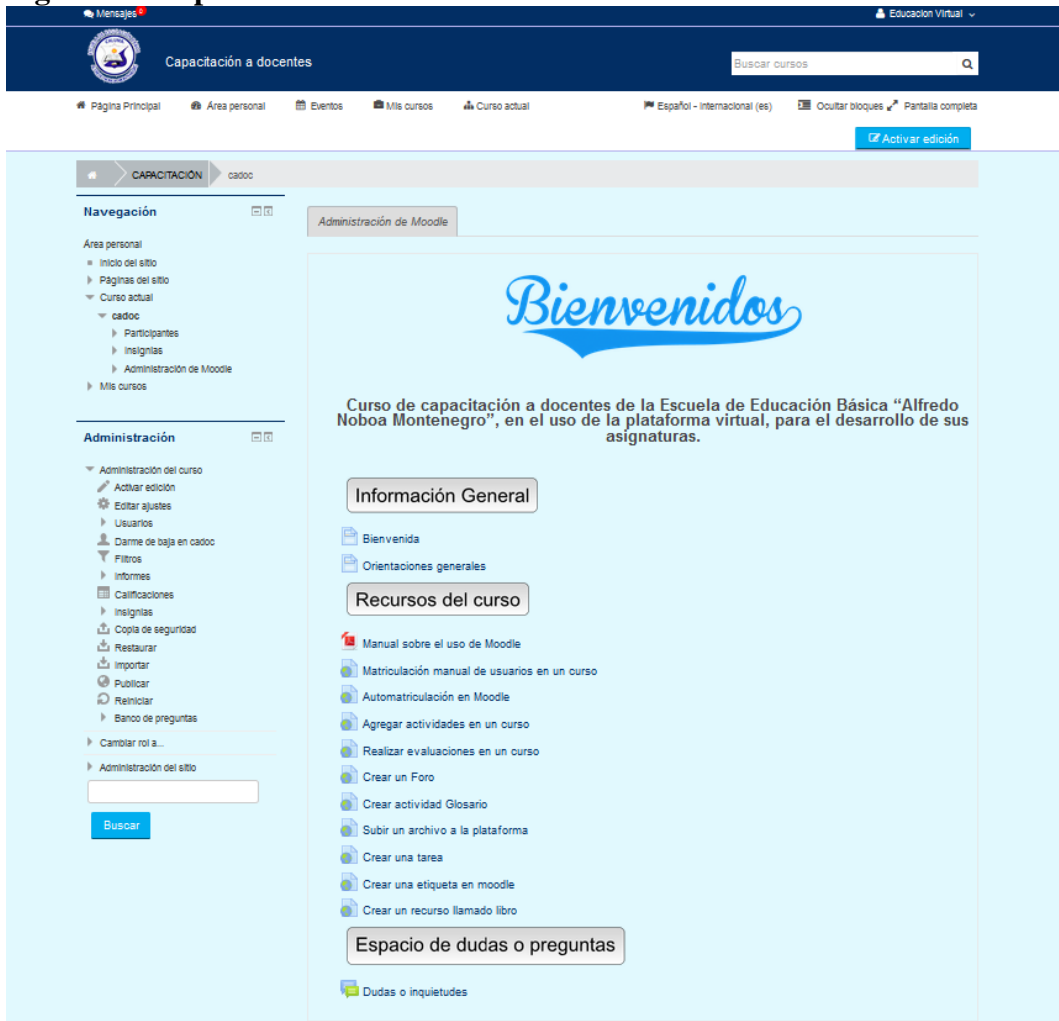 Mensajes 0
Educacion Virtual
Capacitación a docentes
Buscar cursos
Página Principal Area personal Eventos Mis cursos Curso actual Español - Internacional (es) Ocultar bloques Pantalla completa
Activar edición
CAPACITACIÓN cadoc
Navegación
Área personal
Inicio del sitio
Páginas del sitio
Curso actual
cadoc
Participantes
Insignias
Administración de Moodle
Mis cursos
Administración
Administración del curso
Activar edición
Editar ajustes
Usuarios
Darme de baja en cadoc
Filtros
Informes
Calificaciones
Insignias
Copia de seguridad
Restaurar
Importar
Publicar
Reiniciar
Banco de preguntas
Cambiar rol a...
Administración del sitio
Buscar
Administración de Moodle
Bienvenidos
Curso de capacitación a docentes de la Escuela de Educación Básica “Alfredo
Noboa Montenegro”, en el uso de la plataforma virtual, para el desarrollo de sus
asignaturas.
Información General
Bienvenida
Orientaciones generales
Recursos del curso
Manual sobre el uso de Moodle
Matriculación manual de usuarios en un curso
Automatriculación en Moodle
Agregar actividades en un curso
Realizar evaluaciones en un curso
Crear un Foro
Crear actividad Glosario
Subir un archivo a la plataforma
Crear una tarea
Crear una etiqueta en moodle
Crear un recurso llamado libro
Espacio de dudas o preguntas
Dudas o inquietudes